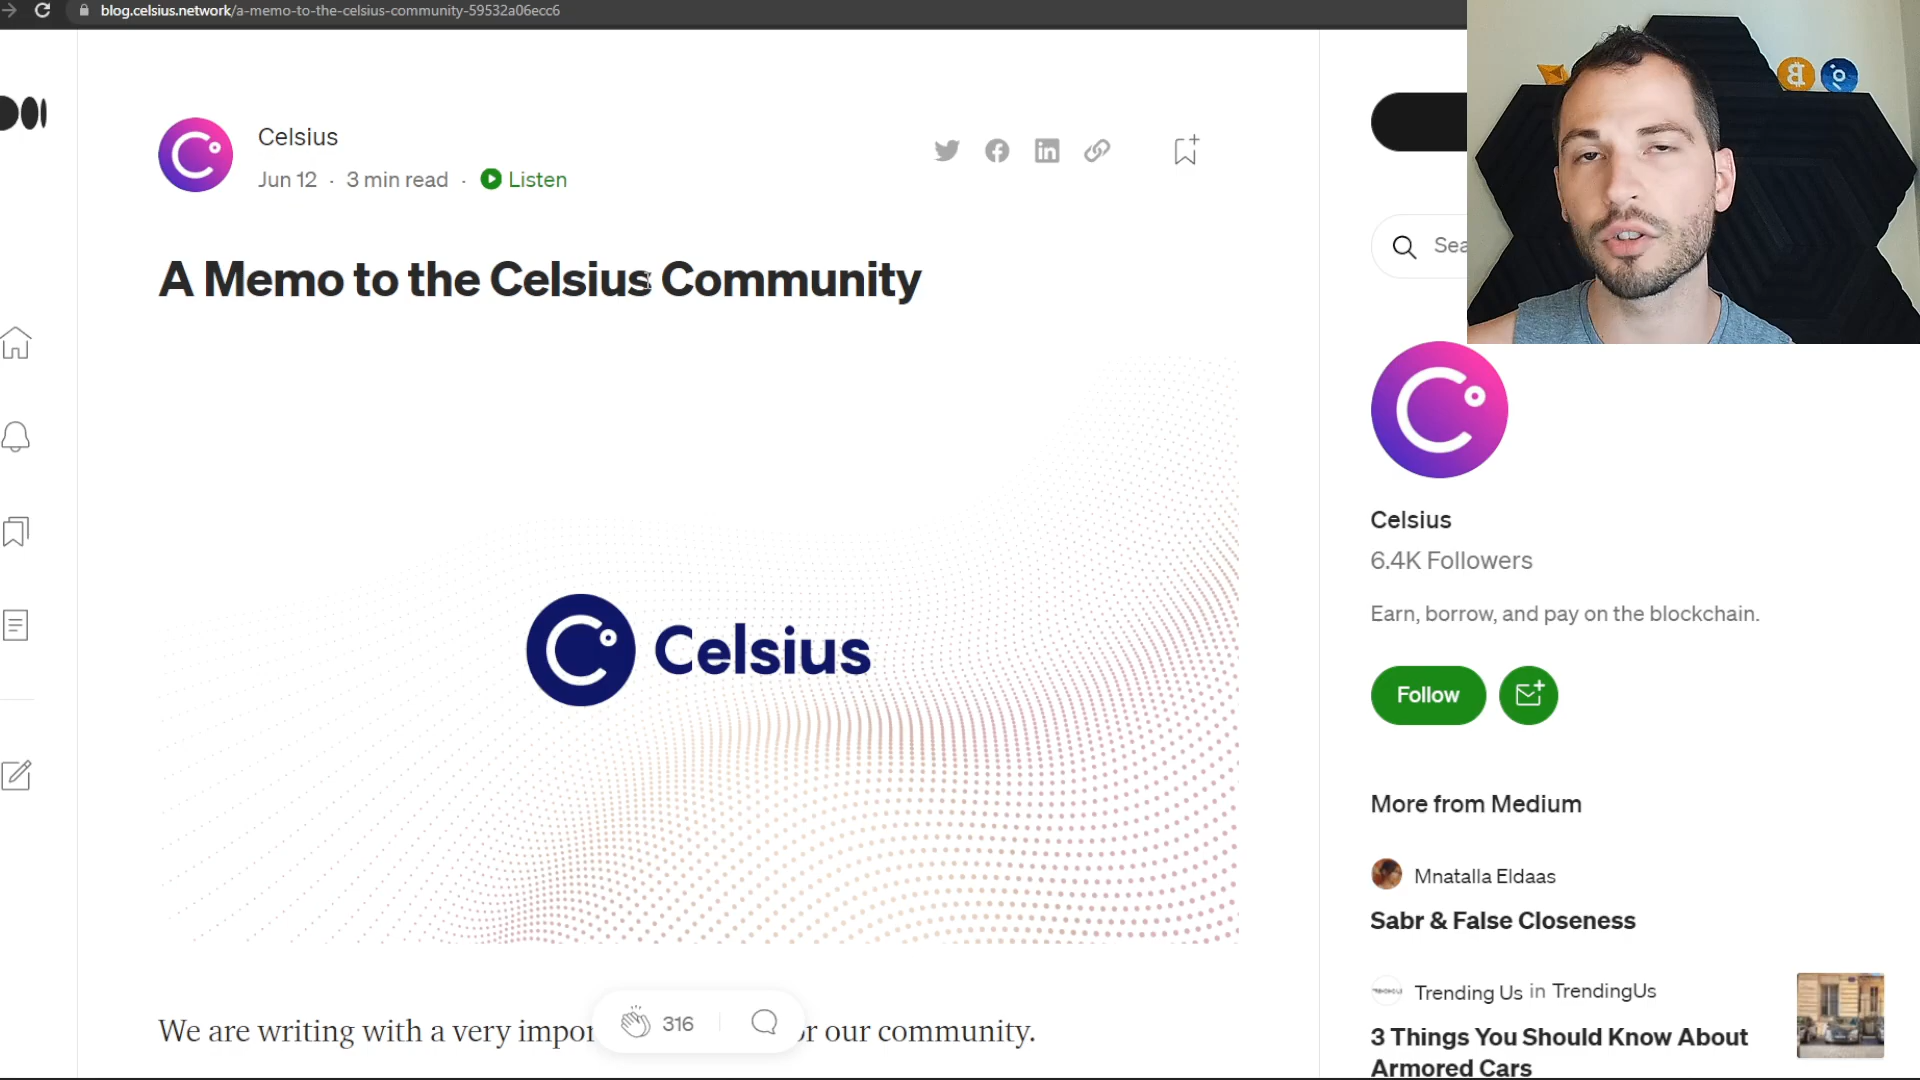 blog.celsius.network/a-memo-to-the-celsius-community-59532a06ecc6
Celsius
Jun 12 · 3 min read · Listen
A Memo to the Celsius Community
Celsius
We are writing with a very impor
r our community.
316
Sea
Celsius
6.4K Followers
Earn, borrow, and pay on the blockchain.
Follow
More from Medium
Mnatalla Eldaas
Sabr & False Closeness
Trending Us in TrendingUs
3 Things You Should Know About
Armored Cars